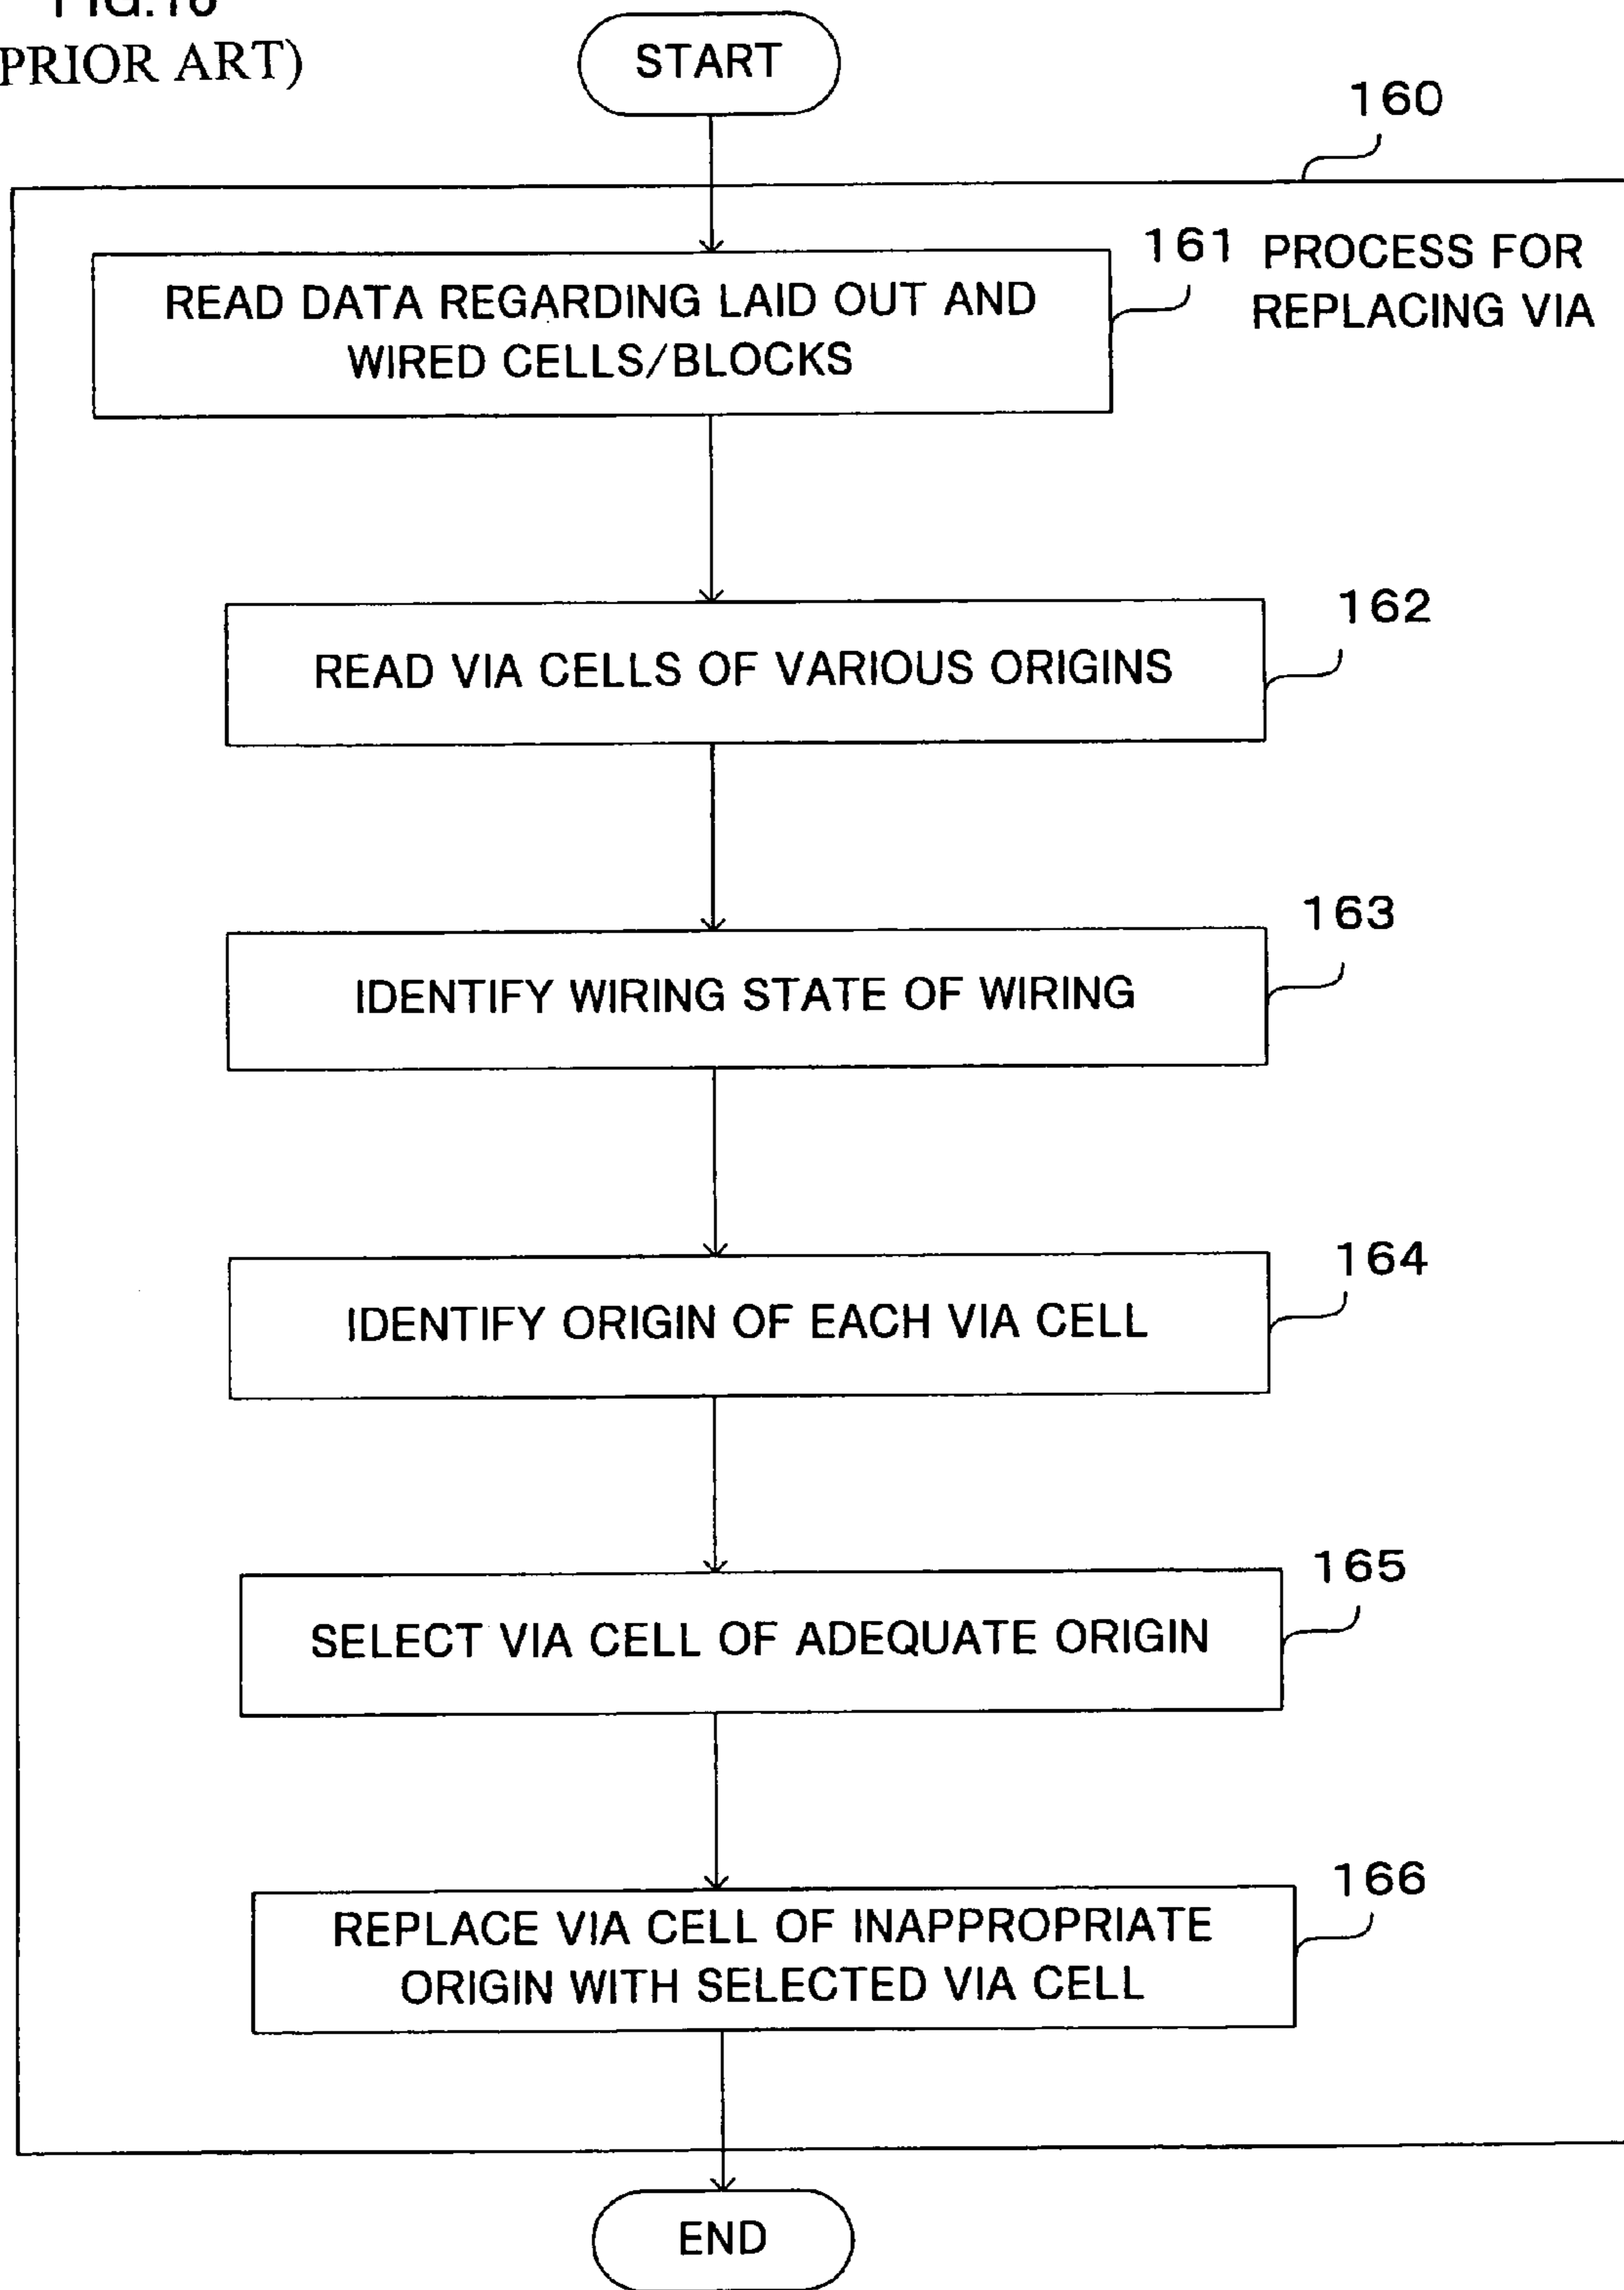 PRIOR ART)
START
160
161 PROCESS FOR
REPLACING VIA
READ DATA REGARDING LAID OUT AND
WIRED CELLS/BLOCKS
162
READ VIA CELLS OF VARIOUS ORIGINS
163
IDENTIFY WIRING STATE OF WIRING
164
IDENTIFY ORIGIN OF EACH VIA CELL
165
SELECT VIA CELL OF ADEQUATE ORIGIN
166
REPLACE VIA CELL OF INAPPROPRIATE
ORIGIN WITH SELECTED VIA CELL
END